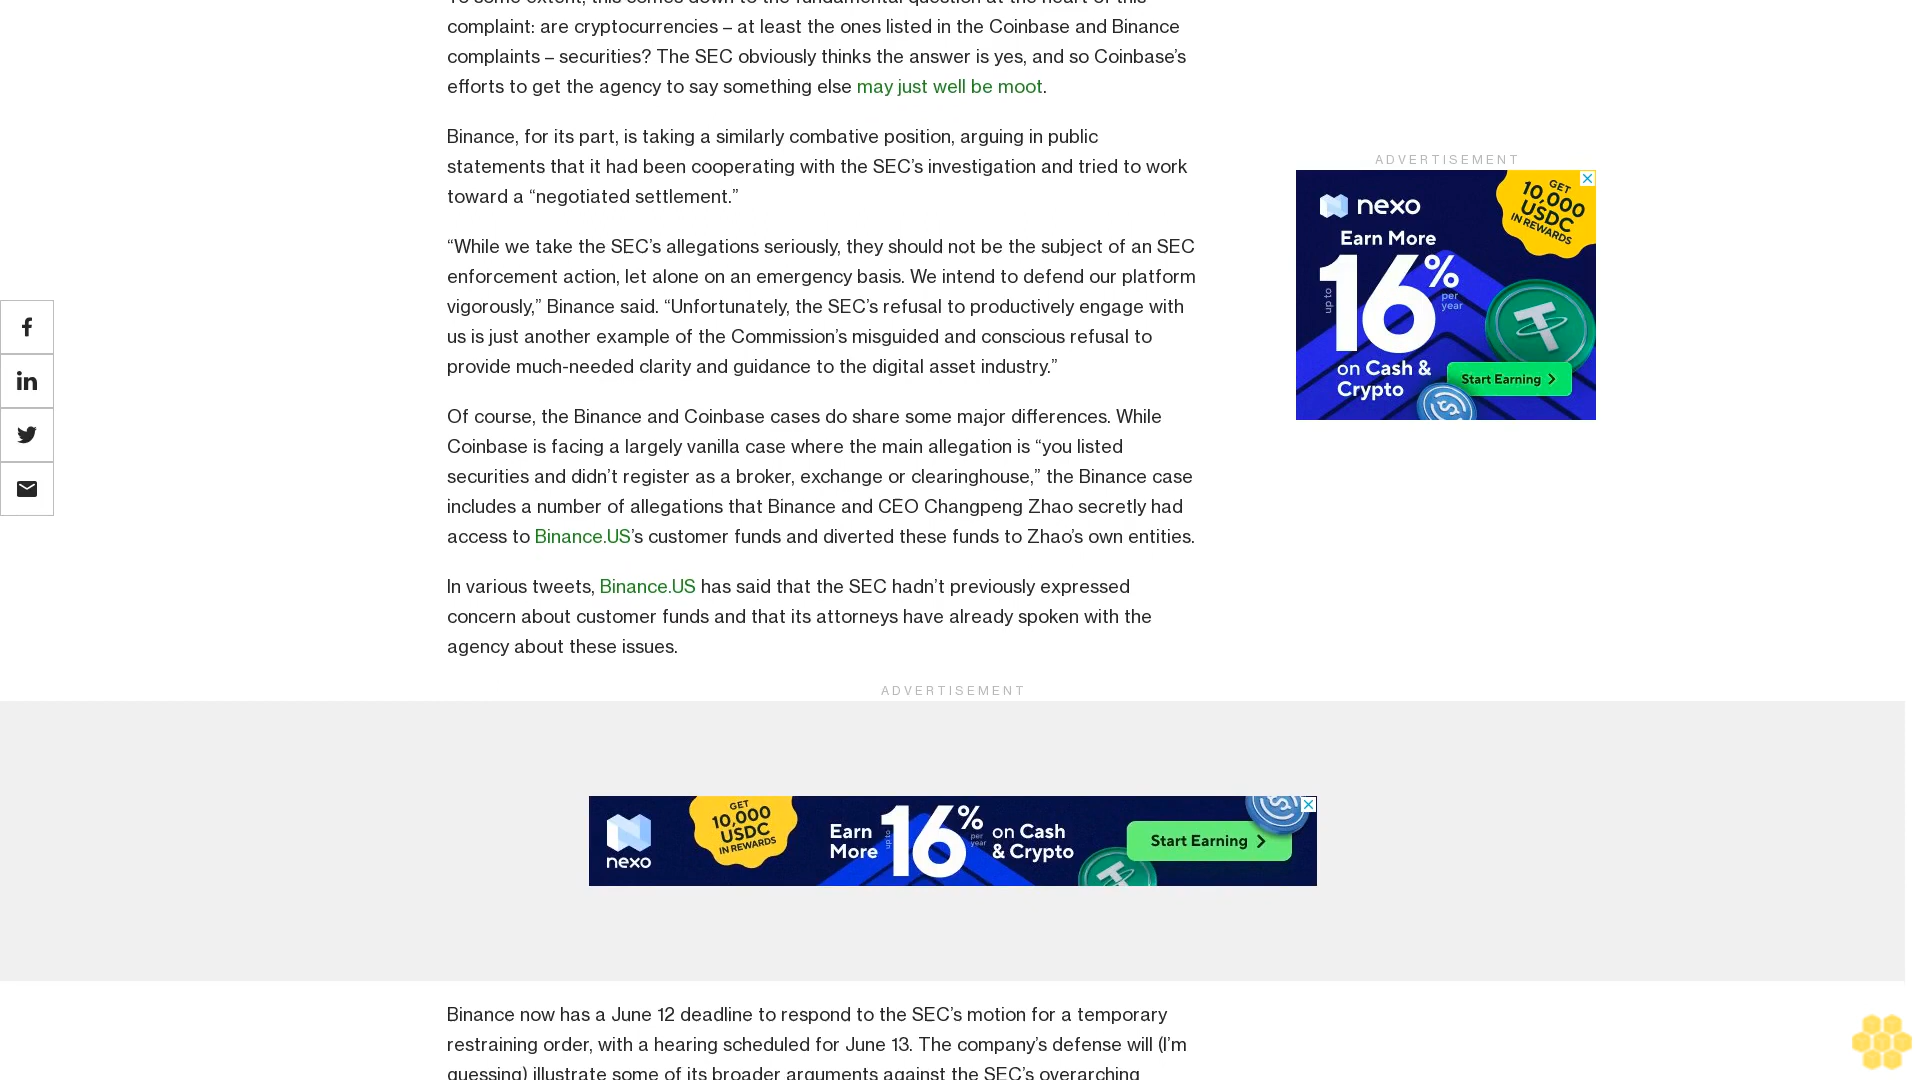 complaint: are cryptocurrencies – at least the ones listed in the Coinbase and Binance
complaints – securities? The SEC obviously thinks the answer is yes, and so Coinbase’s
efforts to get the agency to say something else may just well be moot.
Binance, for its part, is taking a similarly combative position, arguing in public
statements that it had been cooperating with the SEC’s investigation and tried to work
toward a “negotiated settlement.”
“While we take the SEC’s allegations seriously, they should not be the subject of an SEC
enforcement action, let alone on an emergency basis. We intend to defend our platform
vigorously,” Binance said. “Unfortunately, the SEC’s refusal to productively engage with
us is just another example of the Commission’s misguided and conscious refusal to
provide much-needed clarity and guidance to the digital asset industry.”
Of course, the Binance and Coinbase cases do share some major differences. While
Coinbase is facing a largely vanilla case where the main allegation is “you listed
securities and didn’t register as a broker, exchange or clearinghouse,” the Binance case
includes a number of allegations that Binance and CEO Changpeng Zhao secretly had
access to Binance.US’s customer funds and diverted these funds to Zhao’s own entities.
In various tweets, Binance.US has said that the SEC hadn’t previously expressed
concern about customer funds and that its attorneys have already spoken with the
agency about these issues.
ADVERTISEMENT
nexo
GET
10,000
USDC
IN REWARDS
Earn More
up to
16%
per
year
on Cash &
Crypto
Start Earning
ADVERTISEMENT
nexo
GET
10,000
USDC
IN REWARDS
Earn
More
up to
16%
per
year
on Cash
& Crypto
Start Earning
Binance now has a June 12 deadline to respond to the SEC’s motion for a temporary
restraining order, with a hearing scheduled for June 13. The company’s defense will (I’m
guessing) illustrate some of its broader arguments against the SEC’s overarching